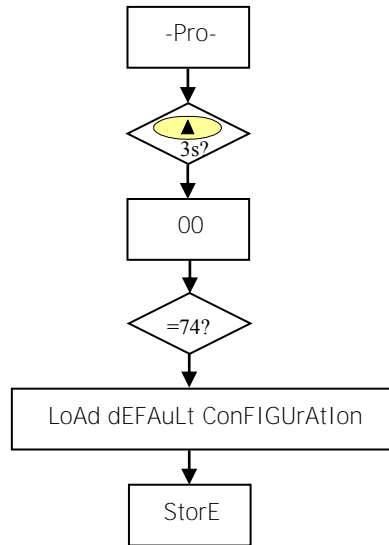 -Pro-
3s?
00
=74?
LoAd dEFAuLt ConFIGUrAtIon
StorE